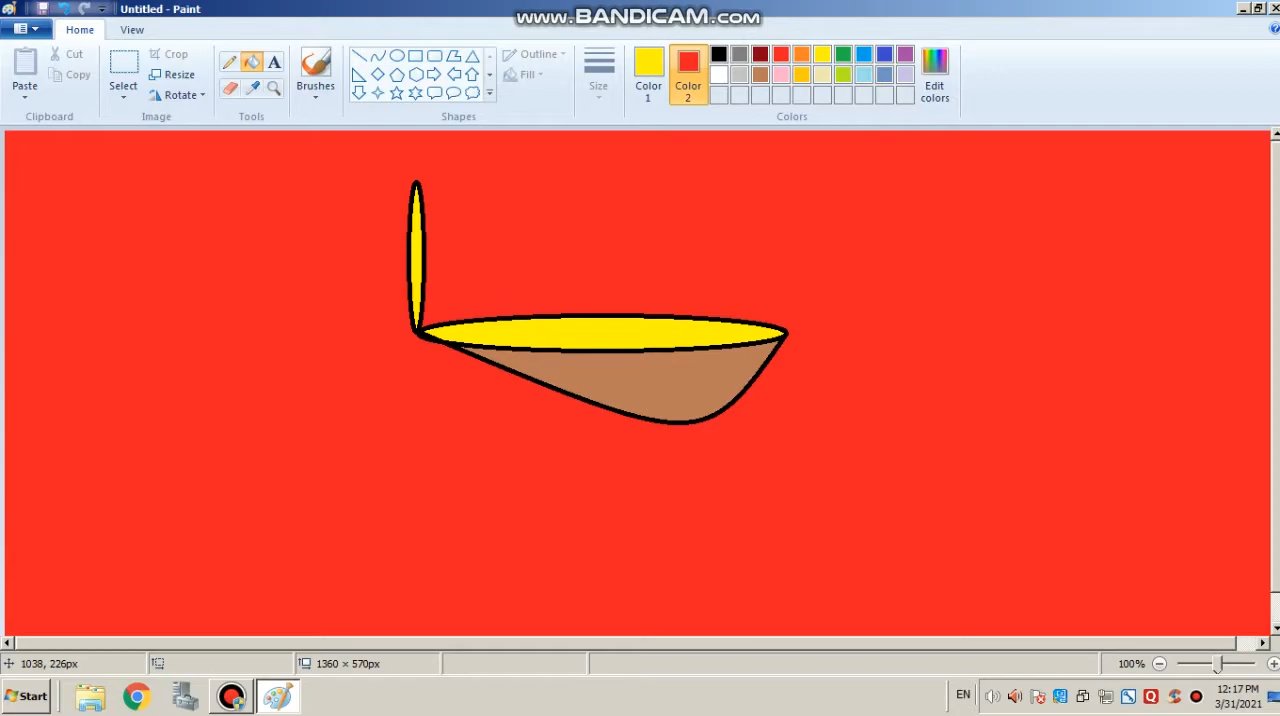 Untitled - Paint
www.BANDICAM.com
Home
View
Paste
Cut
Copy
Clipboard
Select
Crop
Resize
Rotate
Image
A
Tools
Brushes
Outline
Fill
Shapes
Size
Color 1
Color 2
Edit colors
Colors
1038, 226px
1360 × 570px
100%
Start
EN
12:17 PM
3/31/2021